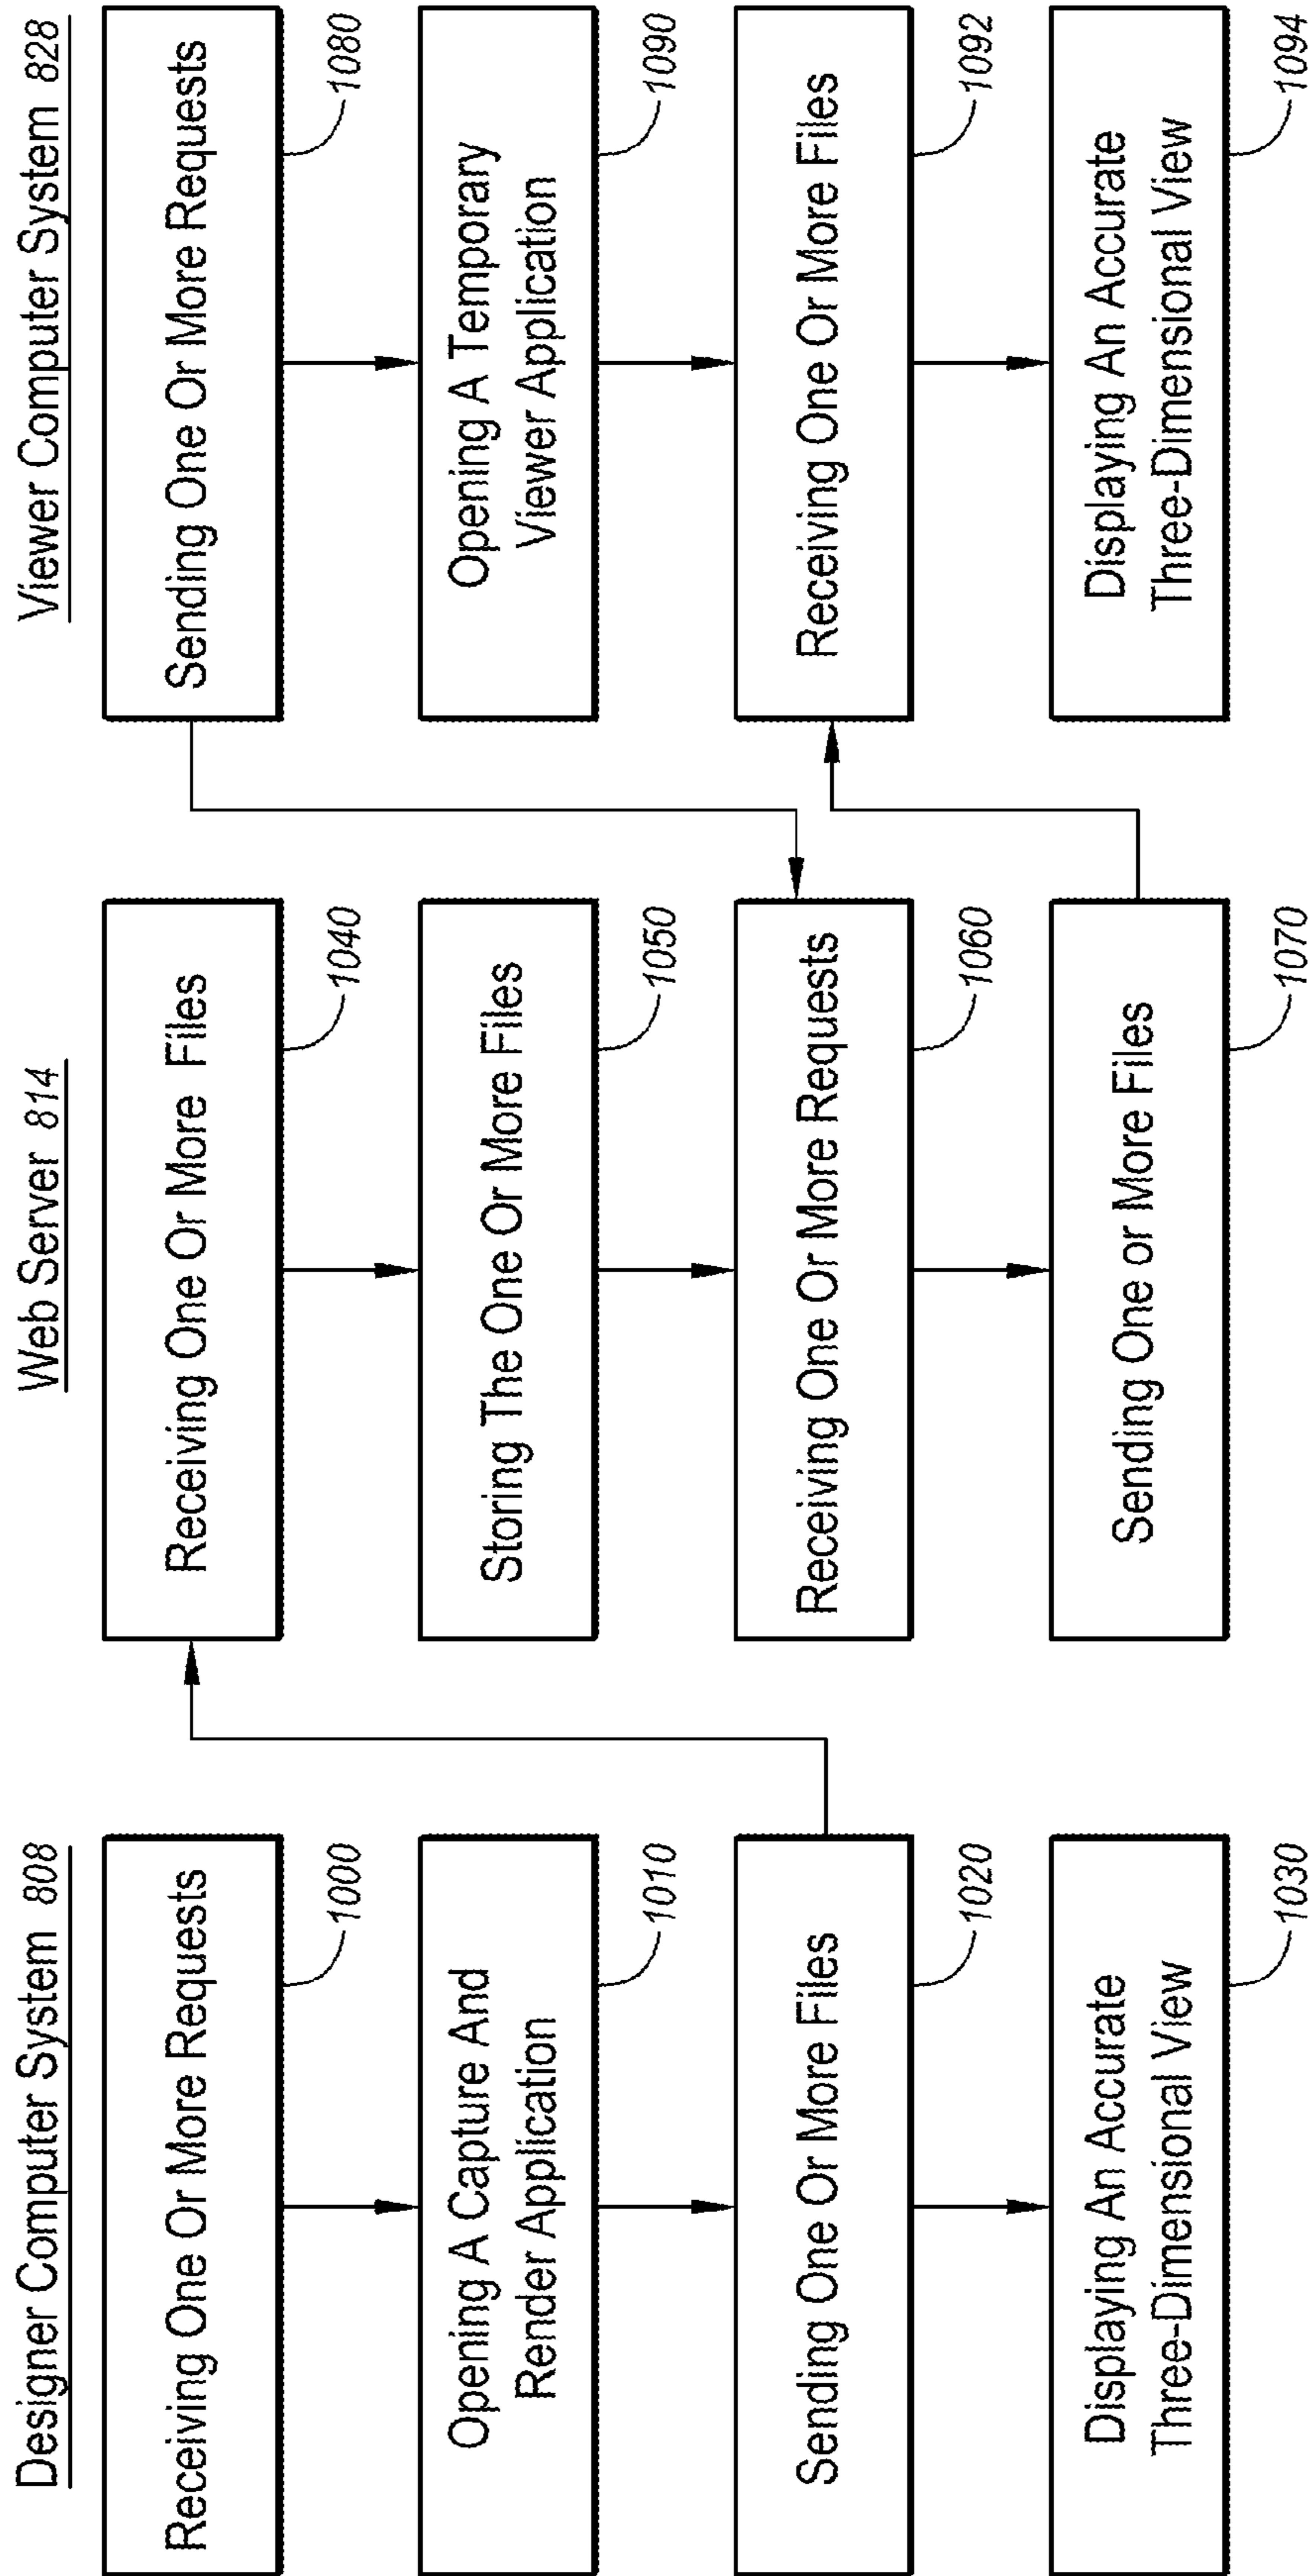 Designer Computer System 808
Receiving One Or More Requests
1000
Opening A Capture And
Render Application
1010
Sending One Or More Files
1020
Displaying An Accurate
Three-Dimensional View
1030
Web Server 814
Receiving One Or More Files
1040
Storing The One Or More Files
1050
Receiving One Or More Requests
1060
Sending One or More Files
1070
Viewer Computer System 828
Sending One Or More Requests
1080
Opening A Temporary
Viewer Application
1090
Receiving One Or More Files
1092
Displaying An Accurate
Three-Dimensional View
1094